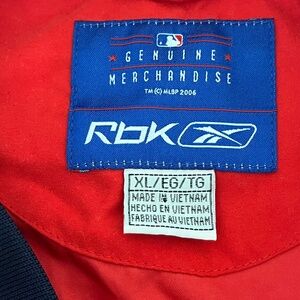 GENUINE
MERCHANDISE
TM (C) MLBP 2006
RbK
XL/EG/TG
MADE IN VIETNAM
HECHO EN VIETNAM
FABRIQUE AU VIETNAM